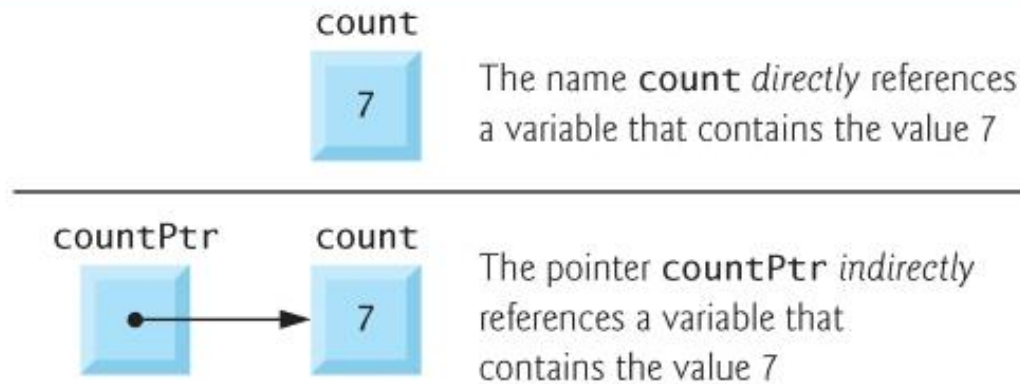 count
7
The name count directly references
a variable that contains the value 7
countPtr
count
7
The pointer countPtr indirectly
references a variable that
contains the value 7